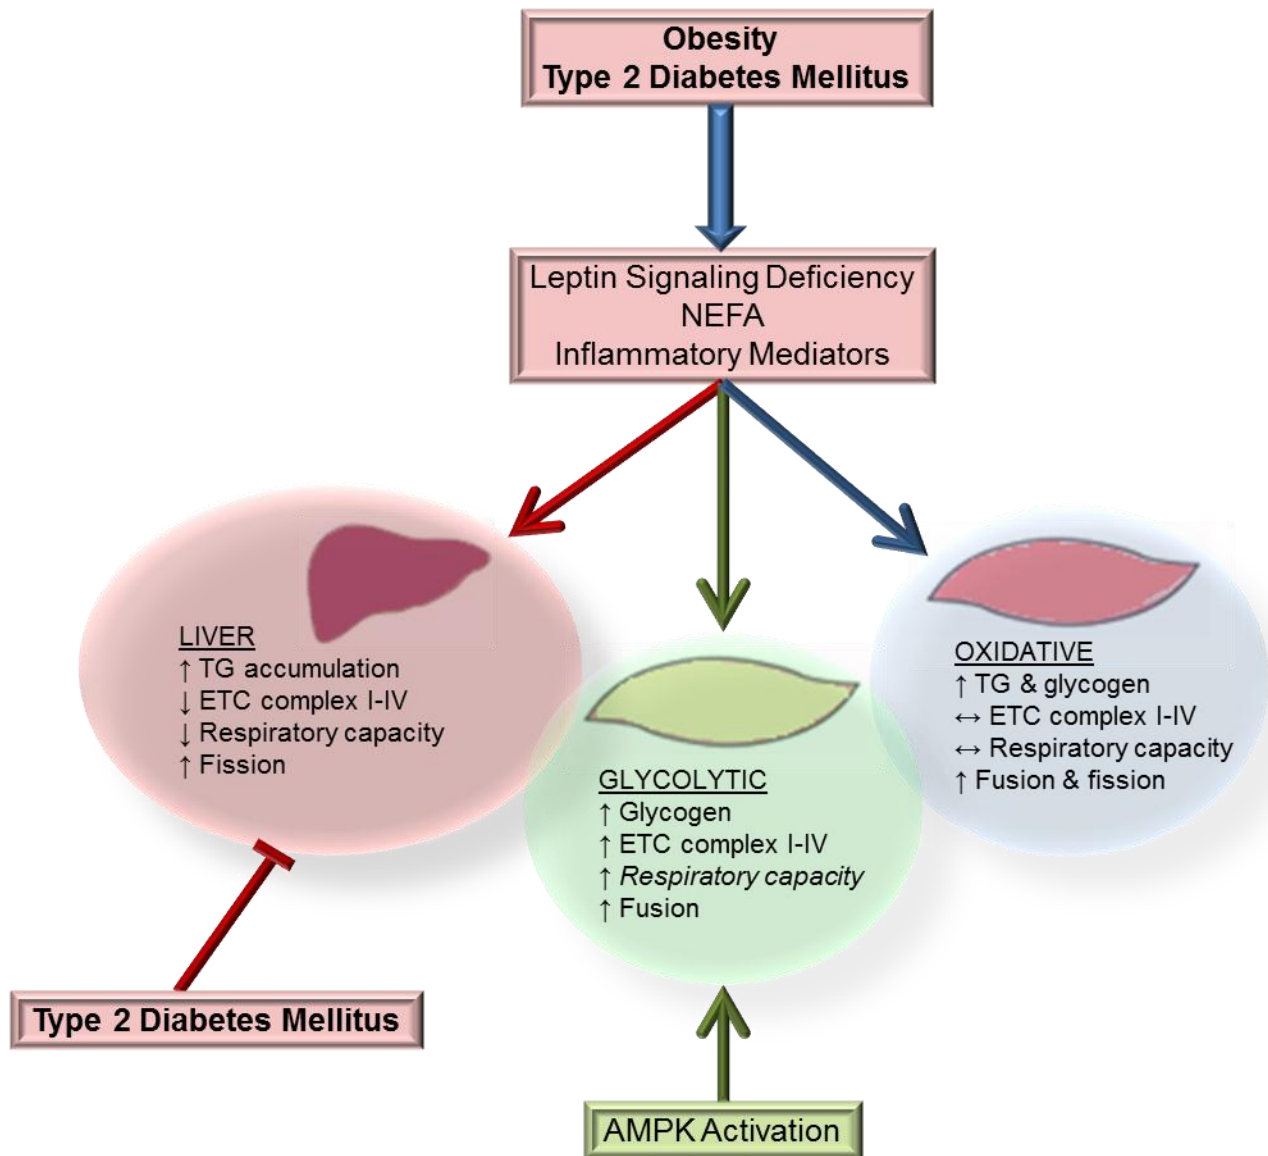 Obesity
Type 2 Diabetes Mellitus
Leptin Signaling Deficiency
NEFA
Inflammatory Mediators
LIVER
↑ TG accumulation
↓ ETC complex I-IV
↓ Respiratory capacity
↑ Fission
OXIDATIVE
↑ TG & glycogen
↔ ETC complex I-IV
↔ Respiratory capacity
↑ Fusion & fission
GLYCOLYTIC
↑ Glycogen
↑ ETC complex I-IV
↑ Respiratory capacity
↑ Fusion
Type 2 Diabetes Mellitus
AMPK Activation